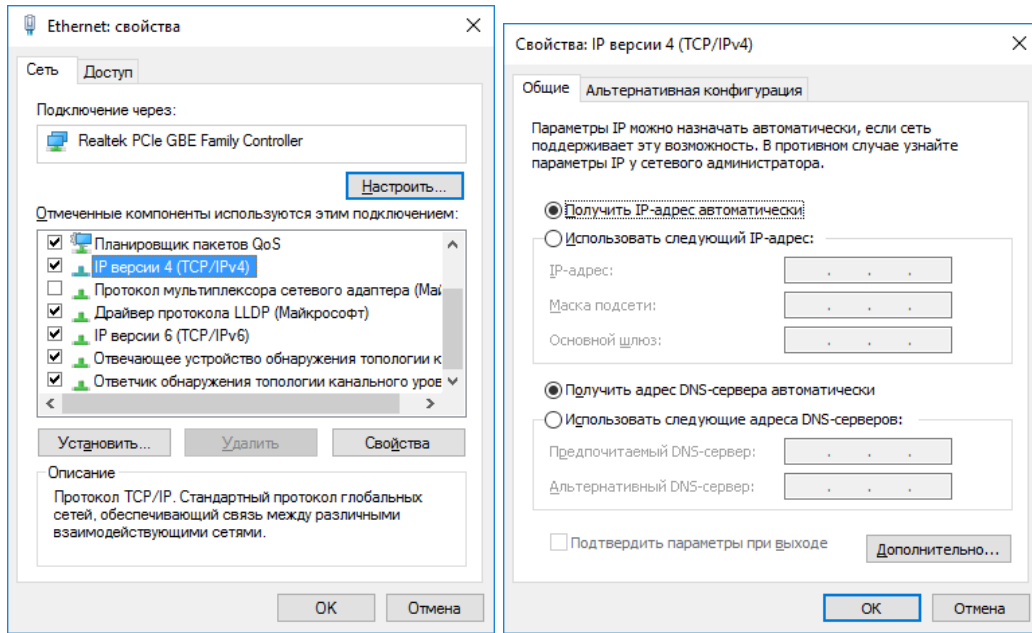 Ethernet: свойства
Сеть
Доступ
Подключение через:
Realtek PCIe GBE Family Controller
Настроить...
Отмеченные компоненты используются этим подключением:
Планировщик пакетов QoS
IP версии 4 (TCP/IPv4)
Протокол мультиплексора сетевого адаптера (Май
Драйвер протокола LLDP (Майкрософт)
IP версии 6 (TCP/IPv6)
Отвечающее устройство обнаружения топологии к
Ответчик обнаружения топологии канального уров
Установить...
Удалить
Свойства
Описание
Протокол TCP/IP. Стандартный протокол глобальных
сетей, обеспечивающий связь между различными
взаимодействующими сетями.
OK
Отмена
Свойства: IP версии 4 (TCP/IPv4)
Общие
Альтернативная конфигурация
Параметры IP можно назначать автоматически, если сеть
поддерживает эту возможность. В противном случае узнайте
параметры IP у сетевого администратора.
Получить IP-адрес автоматически
Использовать следующий IP-адрес:
IP-адрес:
Маска подсети:
Основной шлюз:
Получить адрес DNS-сервера автоматически
Использовать следующие адреса DNS-серверов:
Предпочитаемый DNS-сервер:
Альтернативный DNS-сервер:
Подтвердить параметры при выходе
Дополнительно...
OK
Отмена